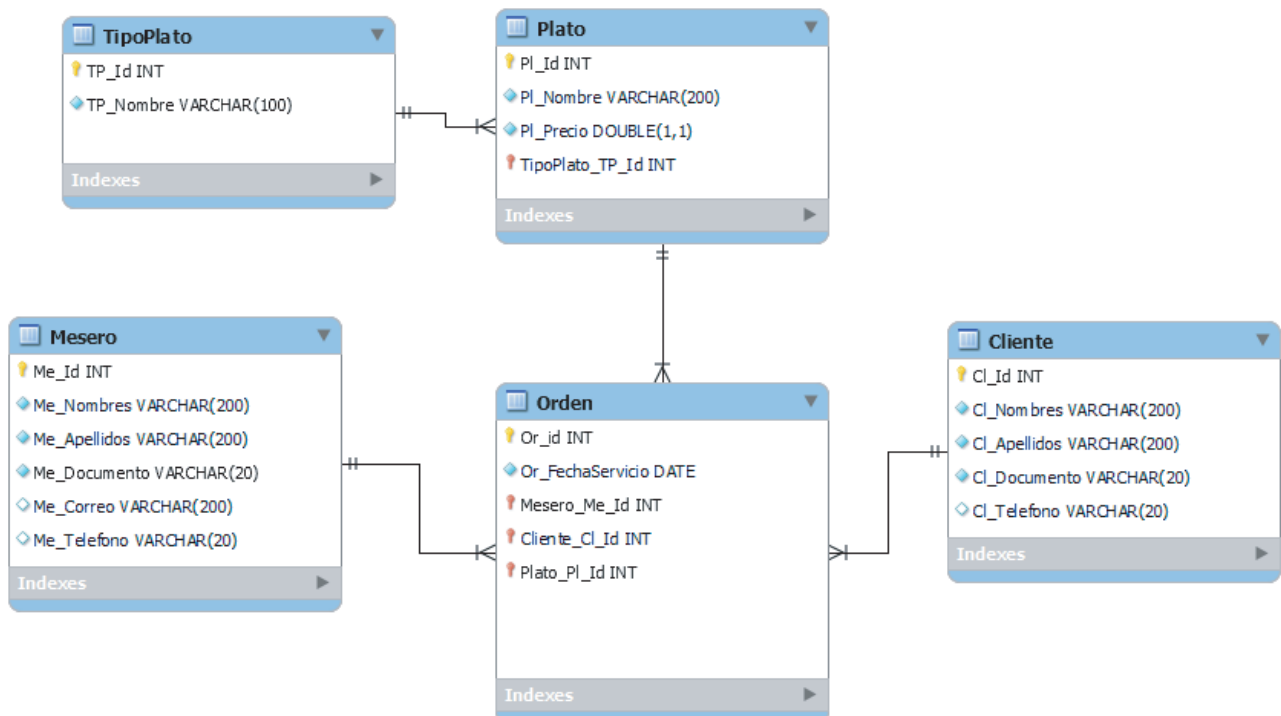 TipoPlato
TP_Id INT
TP_Nombre VARCHAR(100)
Indexes
Plato
Pl_Id INT
Pl_Nombre VARCHAR(200)
Pl_Precio DOUBLE(1,1)
TipoPlato_TP_Id INT
Indexes
Mesero
Me_Id INT
Me_Nombres VARCHAR(200)
Me_Apellidos VARCHAR(200)
Me_Documento VARCHAR(20)
Me_Correo VARCHAR(200)
Me_Telefono VARCHAR(20)
Indexes
Orden
Or_id INT
Or_FechaServicio DATE
Mesero_Me_Id INT
Cliente_Cl_Id INT
Plato_Pl_Id INT
Indexes
Cliente
Cl_Id INT
Cl_Nombres VARCHAR(200)
Cl_Apellidos VARCHAR(200)
Cl_Documento VARCHAR(20)
Cl_Telefono VARCHAR(20)
Indexes